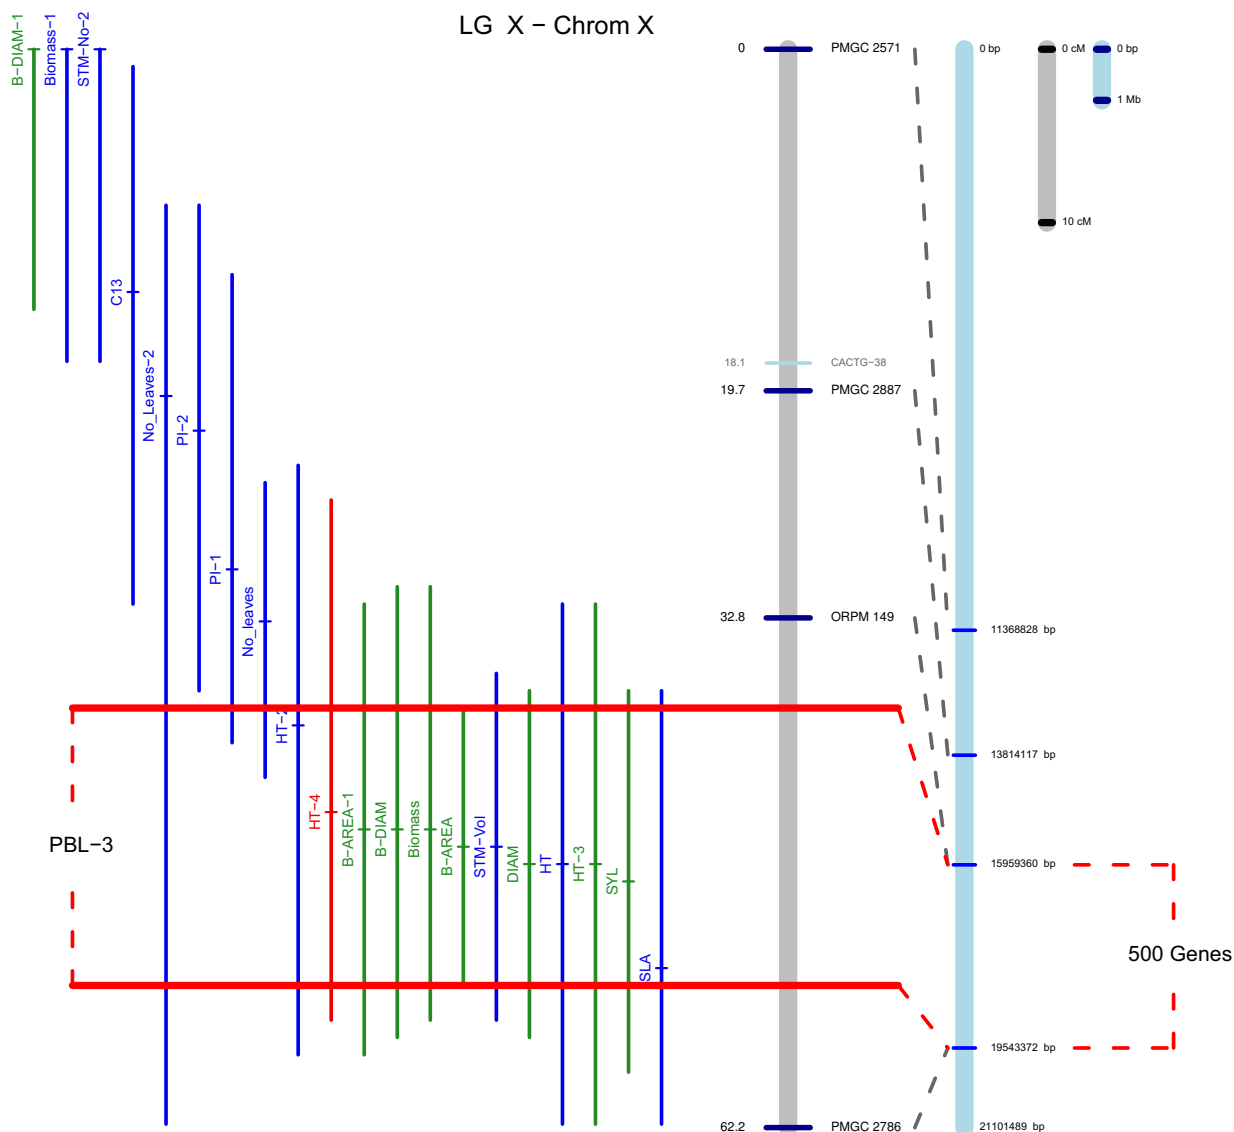 LG X − Chrom X
B−DIAM−1
Biomass−1
STM−No−2
C13
No_Leaves−2
PI−2
PI−1
No_leaves
HT−2
HT−4
B−AREA−1
B−DIAM
Biomass
B−AREA
STM−Vol
DIAM
HT
HT−3
SYL
SLA
PBL−3
0 PMGC 2571
18.1 CACTG−38
19.7 PMGC 2887
32.8 ORPM 149
62.2 PMGC 2786
0 bp
11368828 bp
13814117 bp
15959360 bp
19543372 bp
21101489 bp
0 cM
10 cM
0 bp
1 Mb
500 Genes